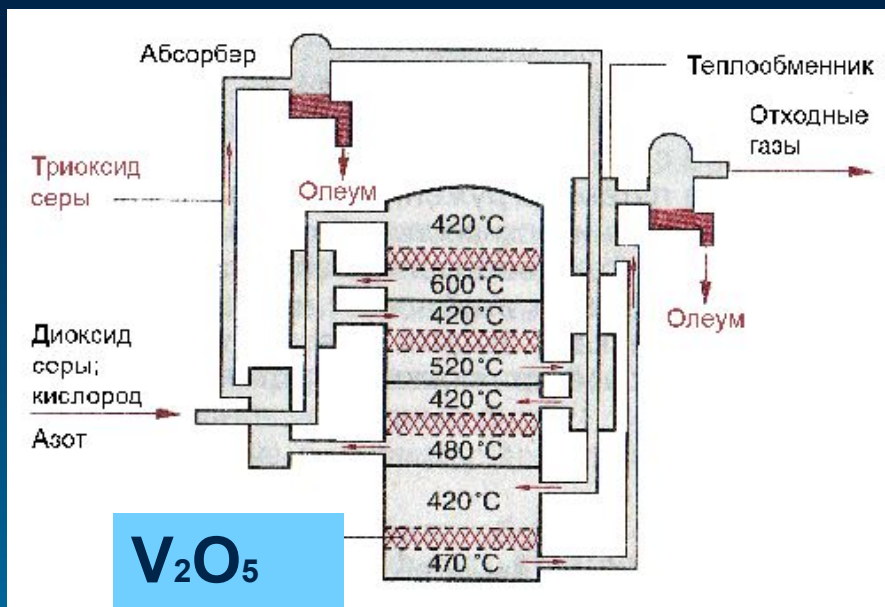 Абсорбер
Теплообменник
Отходные
газы
Триоксид
серы
Олеум
420°C
600°C
420°C
Олеум
Диоксид
серы;
кислород
520°C
420°C
Азот
480°C
420°C
V₂O₅
470°C